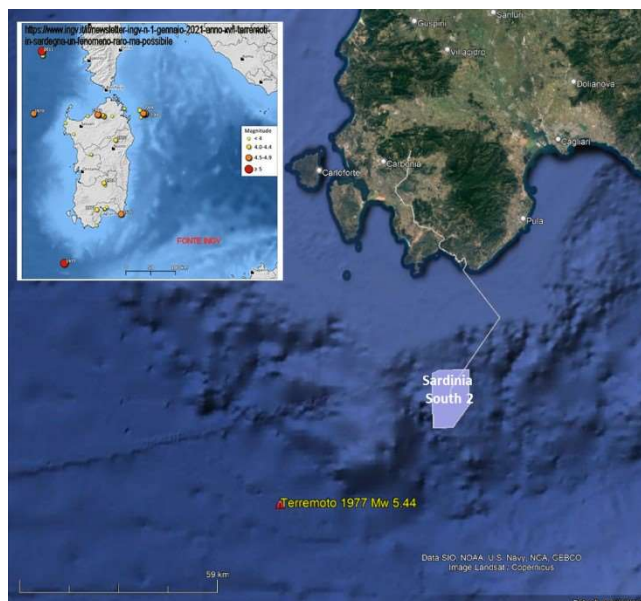 https://www.ingv.it/it/newsletter-ingv-n-1-gennaio-2021-anno-xvi/terremoti-
in-sardegna-un-fenomeno-raro-ma-possibile
Magnitude
< 4
4.0-4.4
4.5-4.9
≥ 5
FONTE INGV
Guspini
Sanluri
Villacidro
Dolianova
Cagliari
Carbonia
Carloforte
Pula
Sardinia
South 2
Terremoto 1977 Mw 5.44
Data SIO, NOAA, U.S. Navy, NGA, GEBCO
Image Landsat / Copernicus
59 km